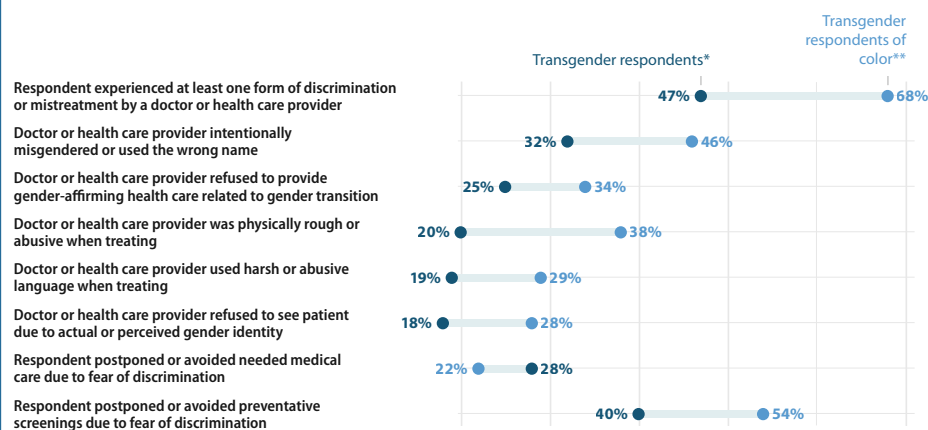 Transgender
respondents of
color**
Transgender respondents*
Respondent experienced at least one form of discrimination
or mistreatment by a doctor or health care provider
47% 68%
Doctor or health care provider intentionally
misgendered or used the wrong name
32% 46%
Doctor or health care provider refused to provide
gender-affirming health care related to gender transition
25% 34%
Doctor or health care provider was physically rough or
abusive when treating
20% 38%
Doctor or health care provider used harsh or abusive
language when treating
19% 29%
Doctor or health care provider refused to see patient
due to actual or perceived gender identity
18% 28%
Respondent postponed or avoided needed medical
care due to fear of discrimination
22% 28%
Respondent postponed or avoided preventative
screenings due to fear of discrimination
40% 54%